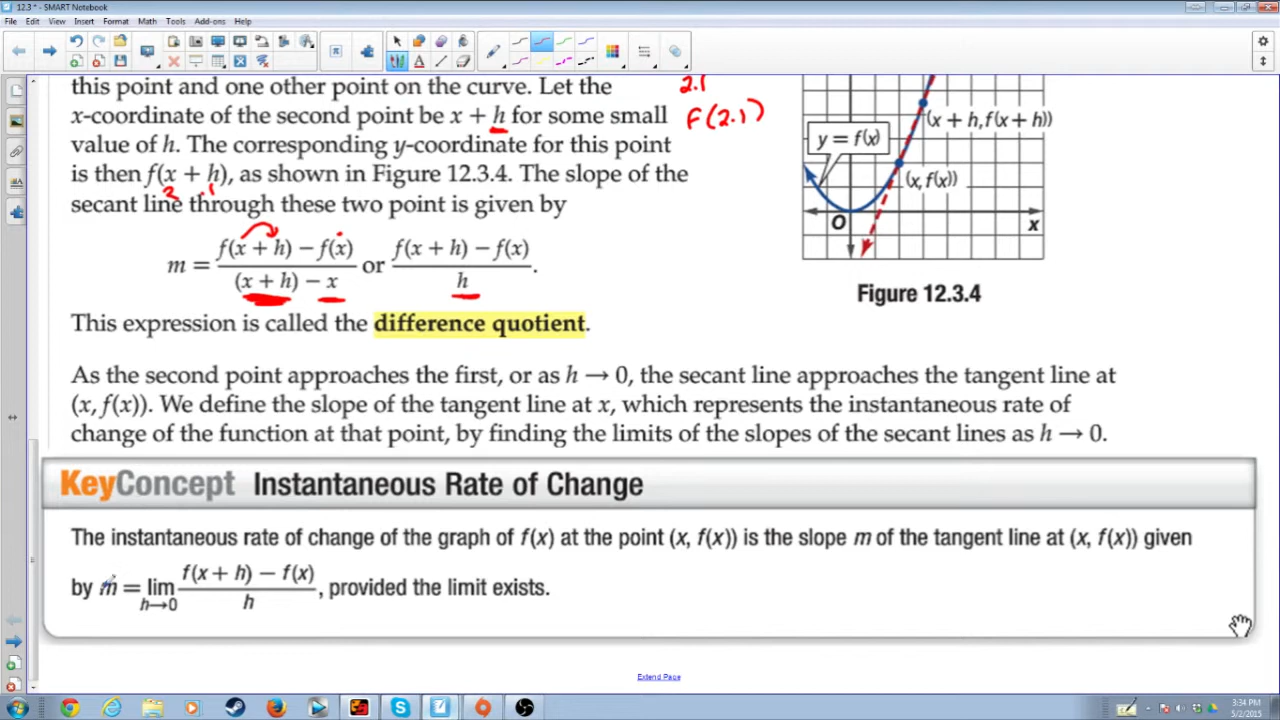 12.3 * - SMART Notebook
File Edit View Insert Format Math Tools Add-ons Help
this point and one other point on the curve. Let the
x-coordinate of the second point be x + h for some small
value of h. The corresponding y-coordinate for this point
is then f(x + h), as shown in Figure 12.3.4. The slope of the
2 .1
secant line through these two point is given by
m = f(x + h) − f(x) / (x + h) − x or f(x + h) − f(x) / h.
This expression is called the difference quotient.
2.1
F(2.1)
y = f(x)
(x + h, f(x + h))
(x, f(x))
O
x
Figure 12.3.4
As the second point approaches the first, or as h → 0, the secant line approaches the tangent line at
(x, f(x)). We define the slope of the tangent line at x, which represents the instantaneous rate of
change of the function at that point, by finding the limits of the slopes of the secant lines as h → 0.
KeyConcept Instantaneous Rate of Change
The instantaneous rate of change of the graph of f(x) at the point (x, f(x)) is the slope m of the tangent line at (x, f(x)) given
by m = lim h→0 f(x + h) − f(x) / h, provided the limit exists.
Extend Page
3:34 PM
5/2/2015